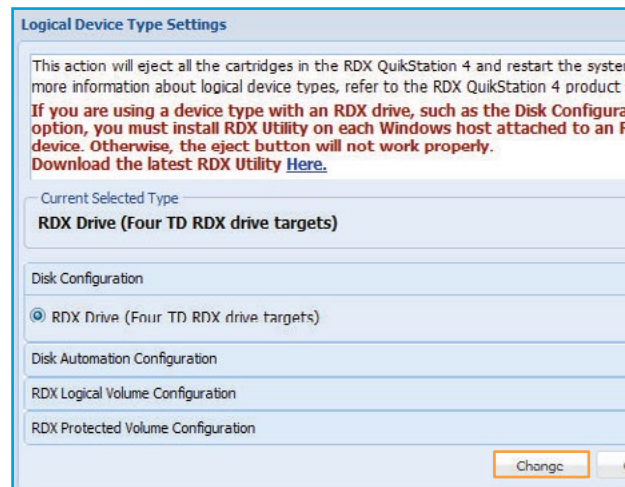 Logical Device Type Settings
This action will eject all the cartridges in the RDX QuikStation 4 and restart the
more information about logical device types, refer to the RDX QuikStation 4 product
If you are using a device type with an RDX drive, such as the Disk
option, you must install RDX Utility on each Windows host attached to an
device. Otherwise, the eject button will not work properly.
Download the latest RDX Utility Here.
Current Selected Type
RDX Drive (Four TD RDX drive targets)
Disk Configuration
RDX Drive (Four TD RDX drive targets)
Disk Automation Configuration
RDX Logical Volume Configuration
RDX Protected Volume Configuration
Change